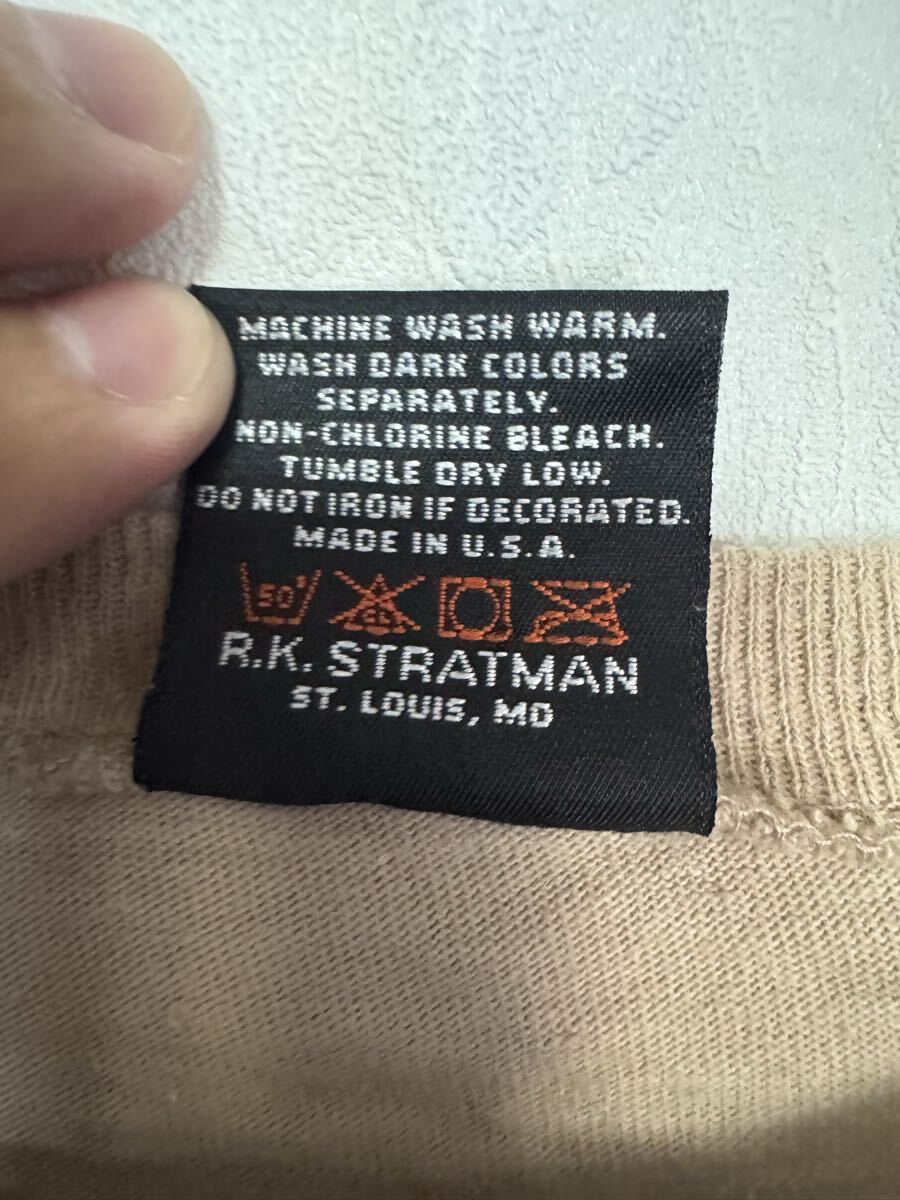 MACHINE WASH WARM.
WASH DARK COLORS
SEPARATELY.
NON-CHLORINE BLEACH.
TUMBLE DRY LOW.
DO NOT IRON IF DECORATED.
MADE IN U.S.A.
50° CL
R.K. STRATMAN
ST. LOUIS, MO